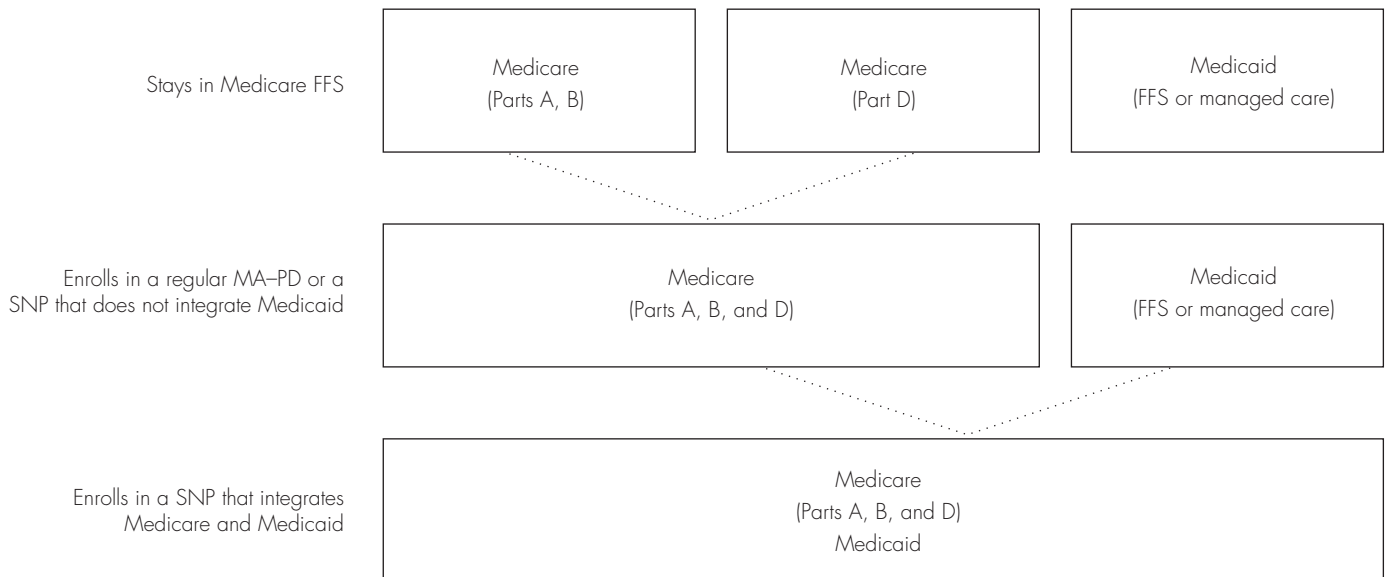 Stays in Medicare FFS
Medicare
(Parts A, B)
Medicare
(Part D)
Medicaid
(FFS or managed care)
Enrolls in a regular MA–PD or a
SNP that does not integrate Medicaid
Medicare
(Parts A, B, and D)
Medicaid
(FFS or managed care)
Enrolls in a SNP that integrates
Medicare and Medicaid
Medicare
(Parts A, B, and D)
Medicaid